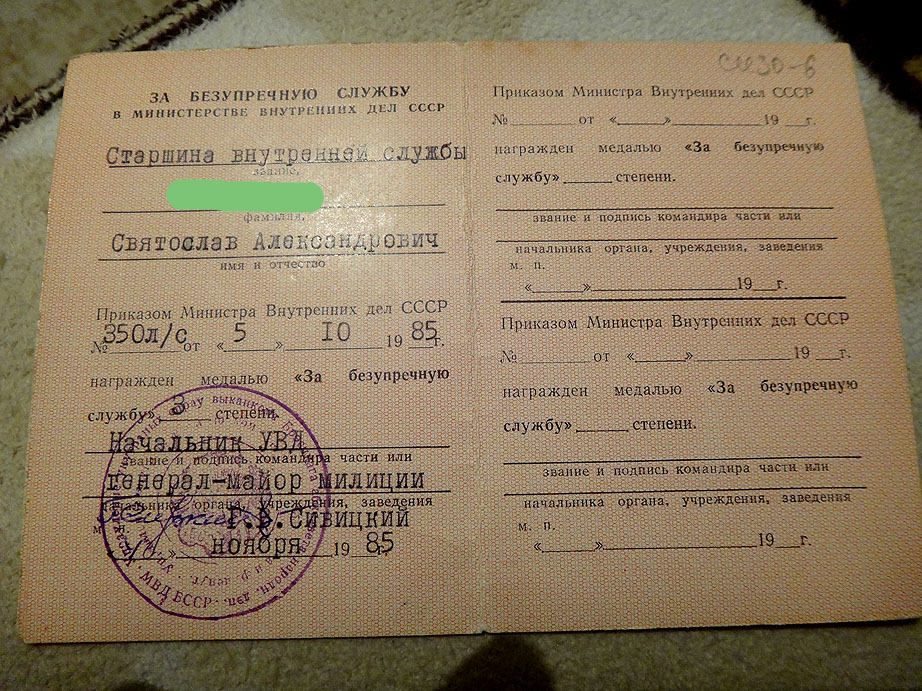 ЗА БЕЗУПРЕЧНУЮ СЛУЖБУ
В МИНИСТЕРСТВЕ ВНУТРЕННИХ ДЕЛ СССР
Старшина внутренней службы
звание,
фамилия,
Святослав Александрович
имя и отчество
Приказом Министра Внутренних дел СССР
№ 350л/с от « 5 » 10 19 85 г.
награжден медалью «За безупречную
службу» 3 степени.
Начальник УВД
звание и подпись командира части или
генерал-майор милиции
начальника органа, учреждения, заведения
Сивицкий
м. п.
« 10 » ноября 19 85
МВД БССР
СИЗО-6
Приказом Министра Внутренних дел СССР
№ от « » 19 г.
награжден медалью «За безупречную
службу» степени.
звание и подпись командира части или
начальника органа, учреждения, заведения
м. п.
« » 19 г.
Приказом Министра Внутренних дел СССР
№ от « » 19 г.
награжден медалью «За безупречную
службу» степени.
звание и подпись командира части или
начальника органа, учреждения, заведения
м. п.
« » 19 г.